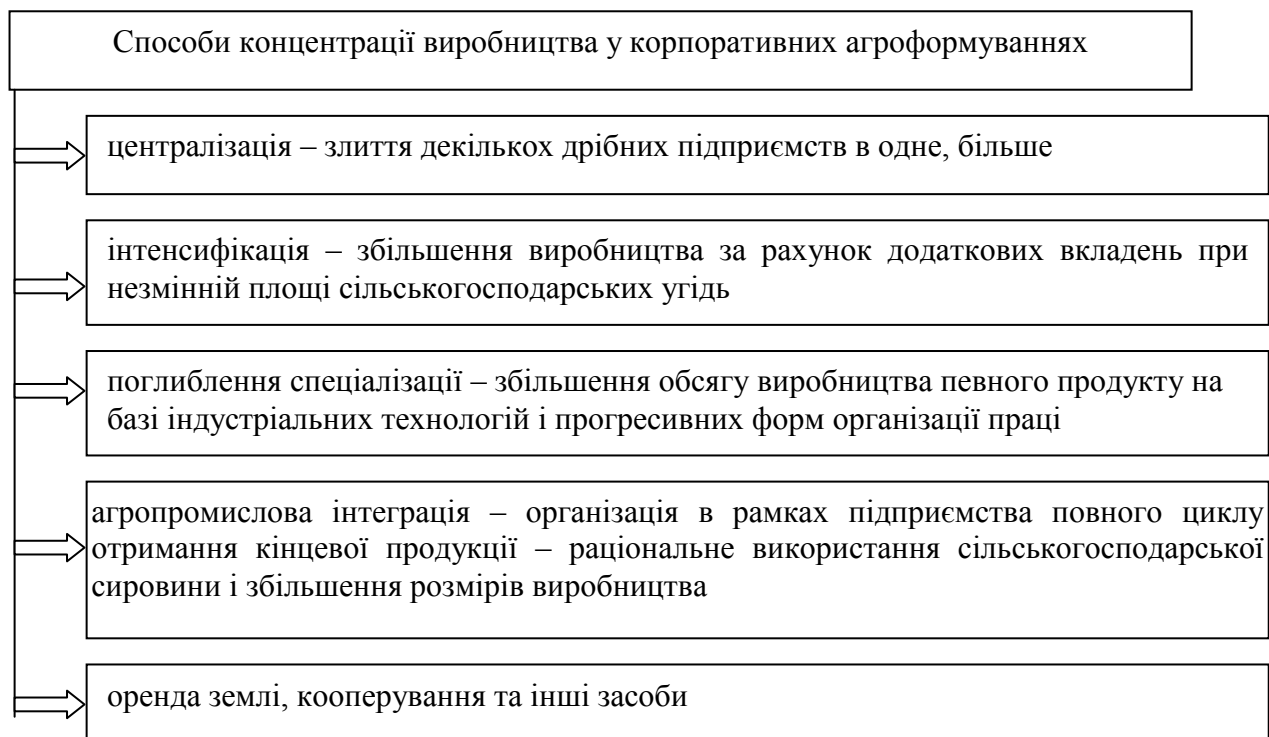 Способи концентрації виробництва у корпоративних агроформуваннях
централізація – злиття декількох дрібних підприємств в одне, більше
інтенсифікація – збільшення виробництва за рахунок додаткових вкладень при
незмінній площі сільськогосподарських угідь
поглиблення спеціалізації – збільшення обсягу виробництва певного продукту на
базі індустріальних технологій і прогресивних форм організації праці
агропромислова інтеграція – організація в рамках підприємства повного циклу
отримання кінцевої продукції – раціональне використання сільськогосподарської
сировини і збільшення розмірів виробництва
оренда землі, кооперування та інші засоби